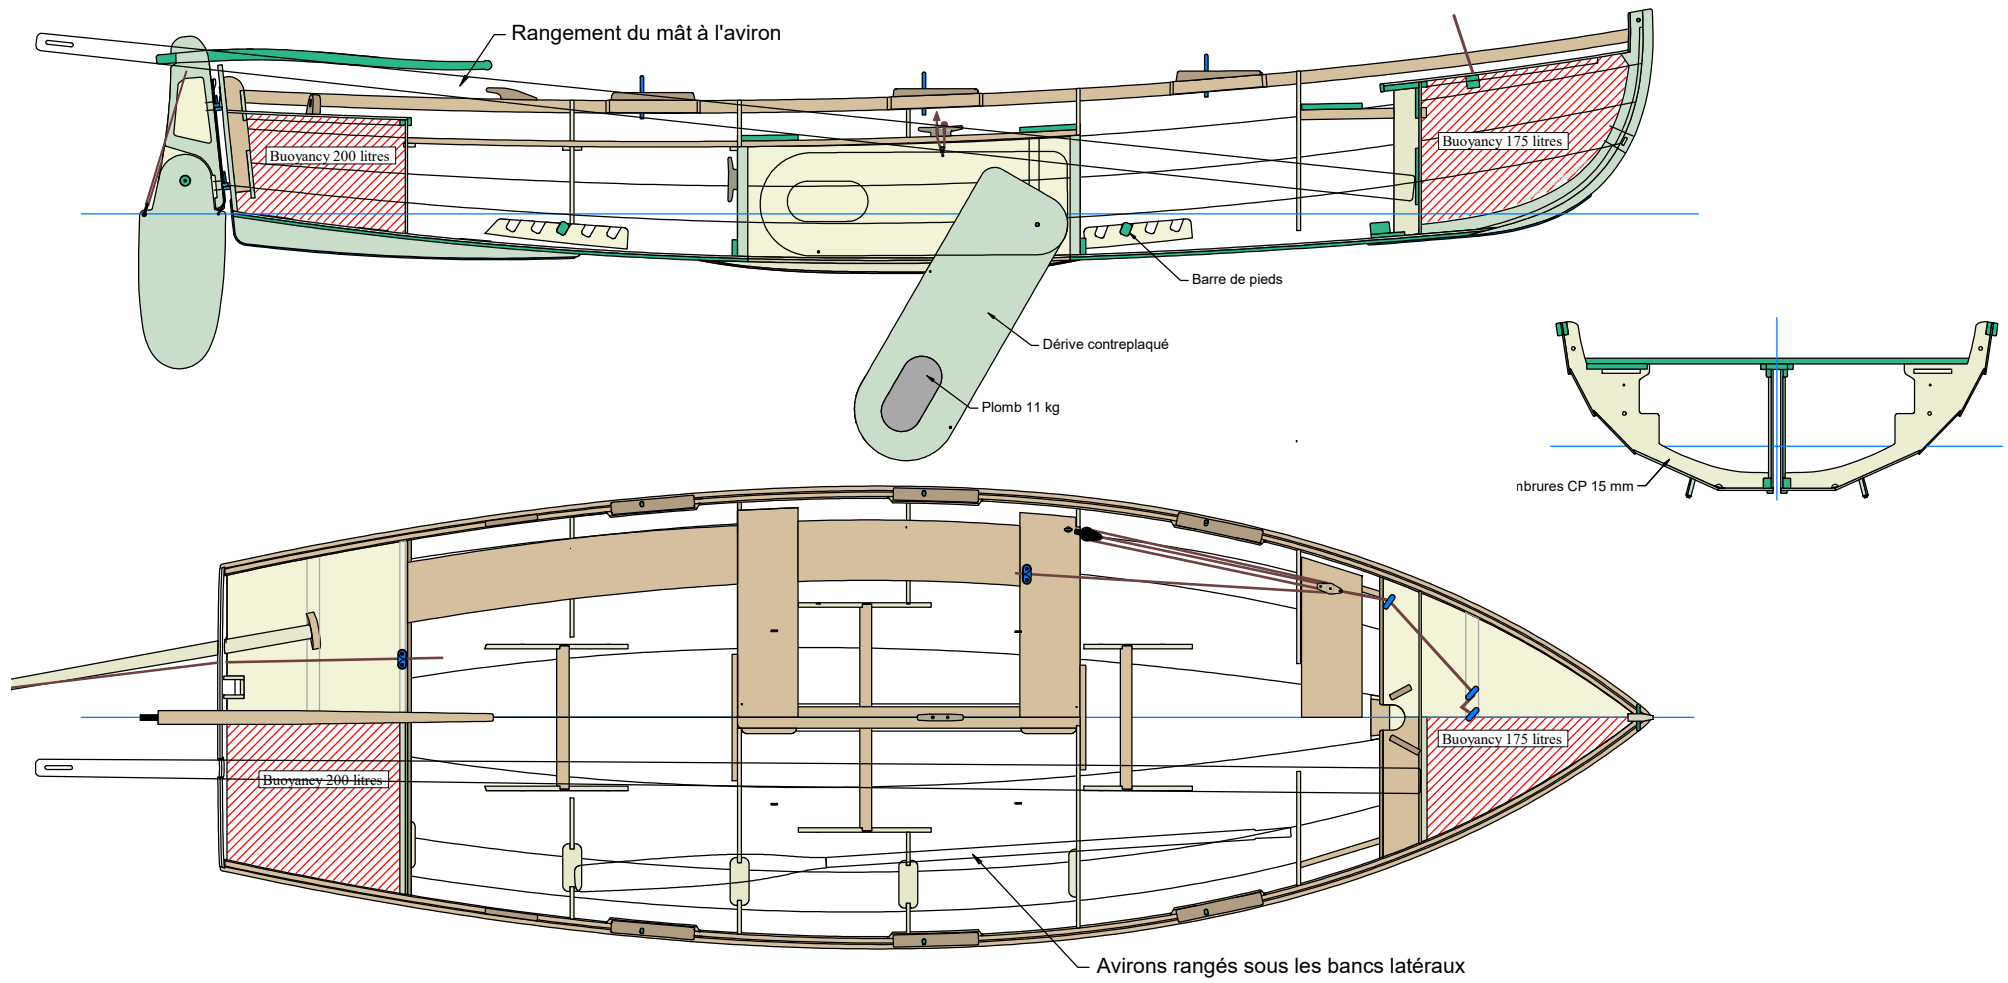 Rangement du mât à l'aviron
Buoyancy 200 litres
Buoyancy 175 litres
Barre de pieds
Dérive contreplaqué
Plomb 11 kg
mbrures CP 15 mm
Buoyancy 175 litres
Buoyancy 200 litres
Avirons rangés sous les bancs latéraux